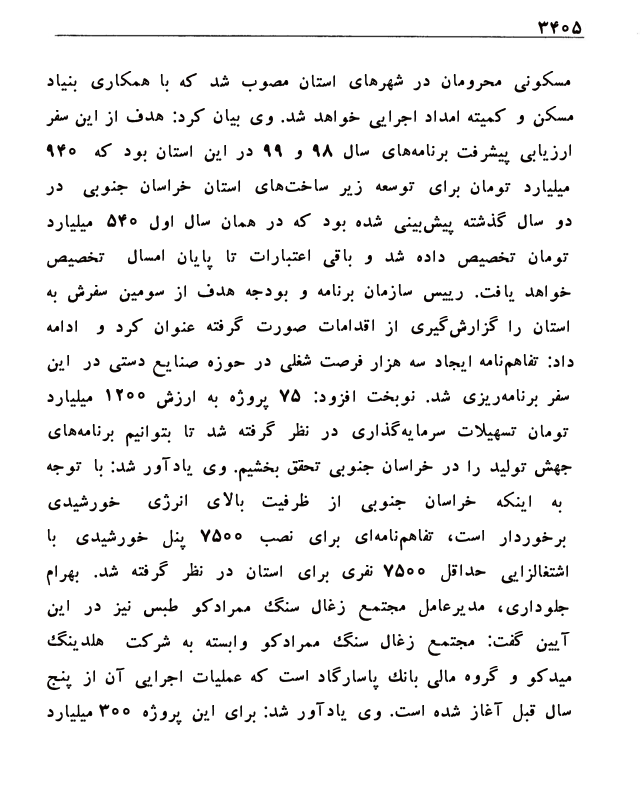 ۳۴۰۵
مسکونی محرومان در شهرهای استان مصوب شد که با همکاری بنیاد
مسکن و کمیته امداد اجرایی خواهد شد. وی بیان کرد: هدف از این سفر
ارزیابی پیشرفت برنامه‌های سال ۹۸ و ۹۹ در این استان بود که ۹۴۰
میلیارد تومان برای توسعه زیر ساخت‌های استان خراسان جنوبی در
دو سال گذشته پیش‌بینی شده بود که در همان سال اول ۵۴۰ میلیارد
تومان تخصیص داده شد و باقی اعتبارات تا پایان امسال تخصیص
خواهد یافت. رییس سازمان برنامه و بودجه هدف از سومین سفرش به
استان را گزارش‌گیری از اقدامات صورت گرفته عنوان کرد و ادامه
داد: تفاهم‌نامه ایجاد سه هزار فرصت شغلی در حوزه صنایع دستی در این
سفر برنامه‌ریزی شد. نوبخت افزود: ۷۵ پروژه به ارزش ۱۲۰۰ میلیارد
تومان تسهیلات سرمایه‌گذاری در نظر گرفته شد تا بتوانیم برنامه‌های
جهش تولید را در خراسان جنوبی تحقق بخشیم. وی یادآور شد: با توجه
به اینکه خراسان جنوبی از ظرفیت بالای انرژی خورشیدی
برخوردار است، تفاهم‌نامه‌ای برای نصب ۷۵۰۰ پنل خورشیدی با
اشتغالزایی حداقل ۷۵۰۰ نفری برای استان در نظر گرفته شد. بهرام
جلوداری، مدیرعامل مجتمع زغال سنگ ممرادکو طبس نیز در این
آیین گفت: مجتمع زغال سنگ ممرادکو وابسته به شرکت هلدینگ
میدکو و گروه مالی بانک پاسارگاد است که عملیات اجرایی آن از پنج
سال قبل آغاز شده است. وی یادآور شد: برای این پروژه ۳۰۰ میلیارد